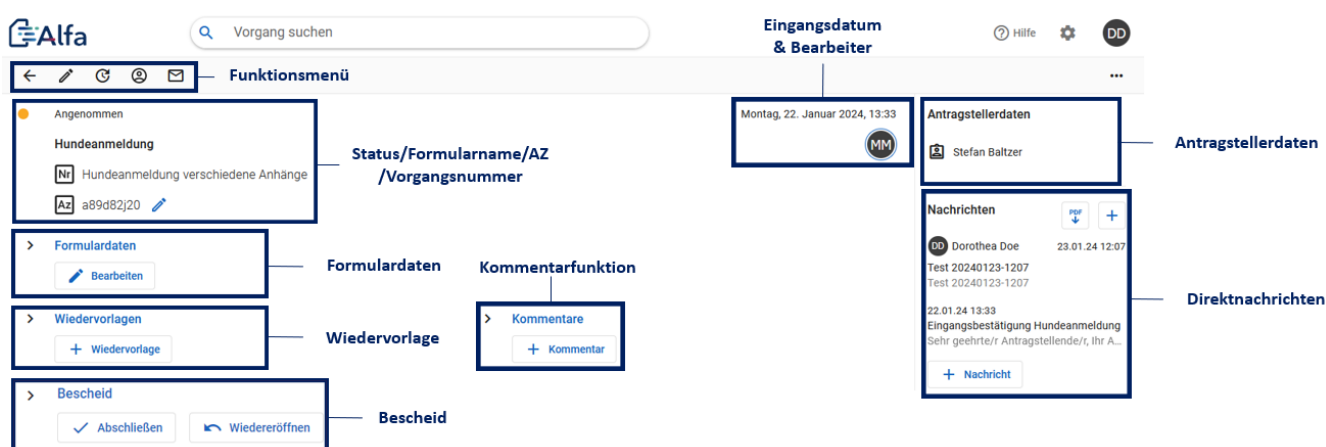 Alfa
Vorgang suchen
Eingangsdatum
& Bearbeiter
Hilfe
DD
Funktionsmenü
Angenommen
Hundeanmeldung
Nr Hundeanmeldung verschiedene Anhänge
Az a89d82j20
Status/Formularname/AZ
/Vorgangsnummer
Montag, 22. Januar 2024, 13:33
MM
Antragstellerdaten
Stefan Baltzer
Antragstellerdaten
Nachrichten
PDF
DD Dorothea Doe 23.01.24 12:07
Test 20240123-1207
Test 20240123-1207
22.01.24 13:33
Eingangsbestätigung Hundeanmeldung
Sehr geehrte/r Antragstellende/r, Ihr A...
+ Nachricht
Direktnachrichten
Formulardaten
Bearbeiten
Formulardaten
Kommentarfunktion
Wiedervorlagen
+ Wiedervorlage
Wiedervorlage
Kommentare
+ Kommentar
Bescheid
Abschließen
Wiedereröffnen
Bescheid